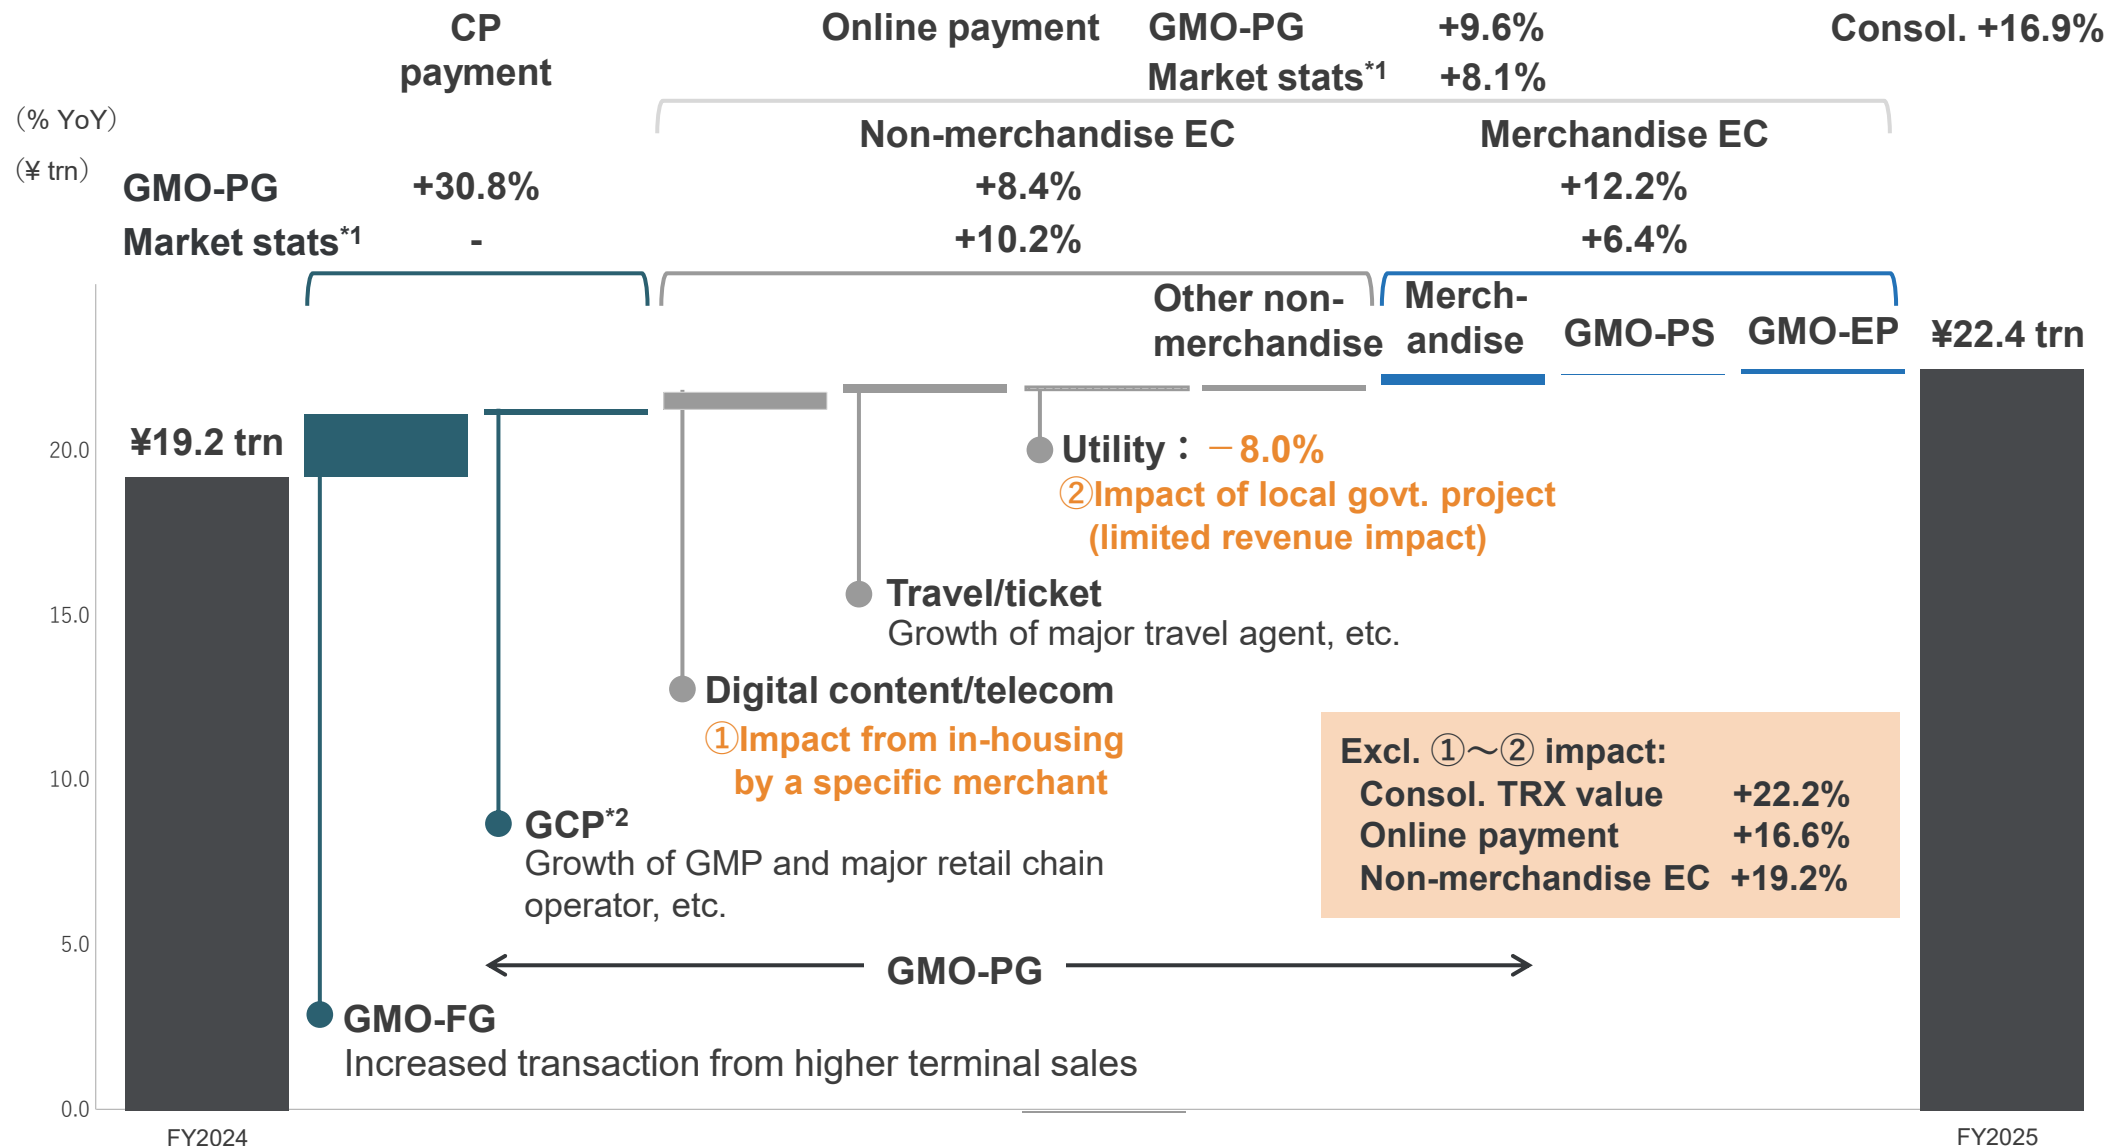 CP
payment
Online payment GMO-PG +9.6%
Market stats*1 +8.1%
Consol. +16.9%
（% YoY）
（¥ trn）
Non-merchandise EC Merchandise EC
GMO-PG +30.8% +8.4% +12.2%
Market stats*1 - +10.2% +6.4%
Other non-
merchandise
Merch-
andise
GMO-PS
GMO-EP
¥22.4 trn
¥19.2 trn
20.0
15.0
10.0
5.0
0.0
Utility：－8.0%
②Impact of local govt. project
(limited revenue impact)
Travel/ticket
Growth of major travel agent, etc.
Digital content/telecom
①Impact from in-housing
by a specific merchant
Excl. ①～② impact:
Consol. TRX value +22.2%
Online payment +16.6%
Non-merchandise EC +19.2%
GCP*2
Growth of GMP and major retail chain
operator, etc.
GMO-PG
GMO-FG
Increased transaction from higher terminal sales
FY2024
FY2025